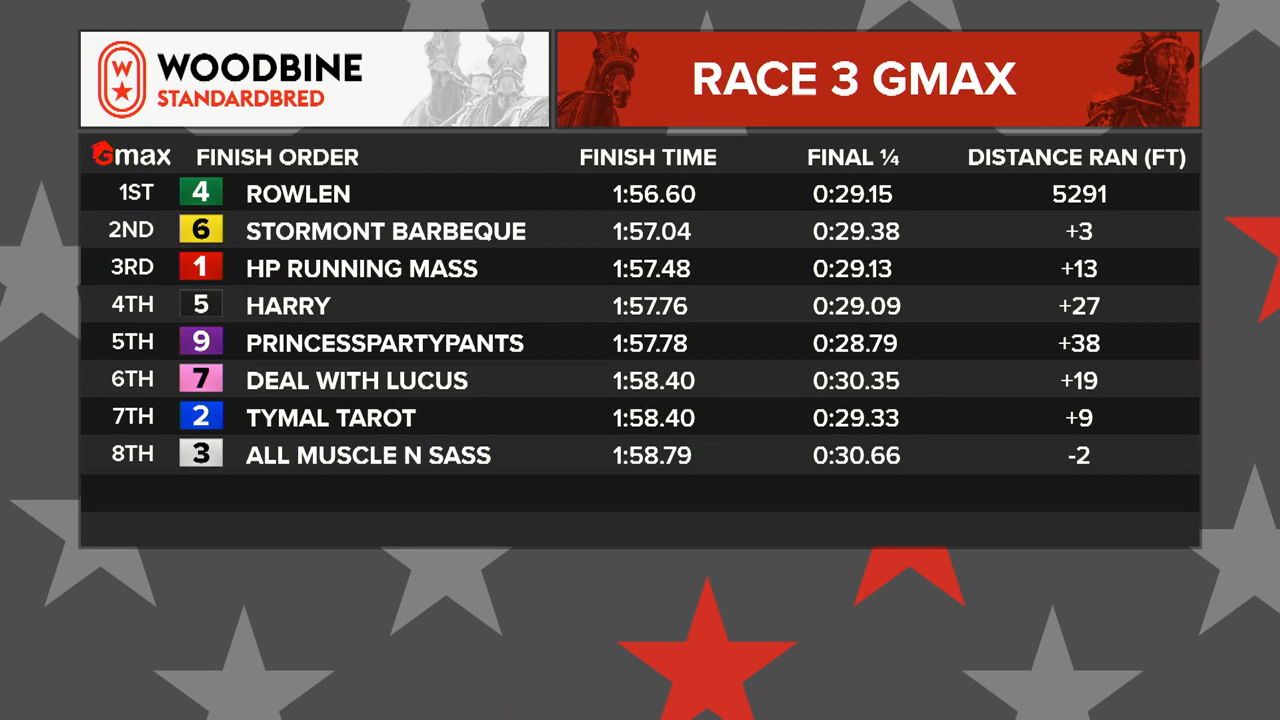 W
WOODBINE
STANDARDBRED
RACE 3 GMAX
Gmax FINISH ORDER FINISH TIME FINAL ¼ DISTANCE RAN (FT)
1ST 4 ROWLEN 1:56.60 0:29.15 5291
2ND 6 STORMONT BARBEQUE 1:57.04 0:29.38 +3
3RD 1 HP RUNNING MASS 1:57.48 0:29.13 +13
4TH 5 HARRY 1:57.76 0:29.09 +27
5TH 9 PRINCESSPARTYPANTS 1:57.78 0:28.79 +38
6TH 7 DEAL WITH LUCUS 1:58.40 0:30.35 +19
7TH 2 TYMAL TAROT 1:58.40 0:29.33 +9
8TH 3 ALL MUSCLE N SASS 1:58.79 0:30.66 -2